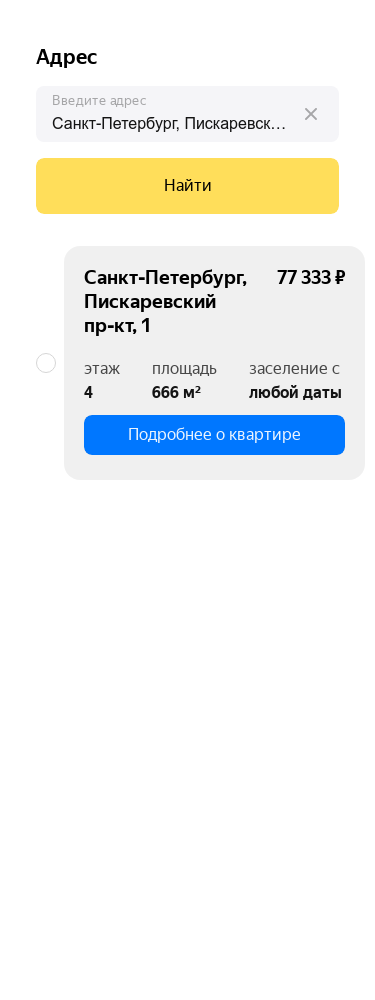 Адрес
Введите адрес
Санкт-Петербург, Пискаревск...
Найти
Санкт-Петербург, 77 333 ₽
Пискаревский
пр-кт, 1
этаж площадь заселение с
4 666 м² любой даты
Подробнее о квартире